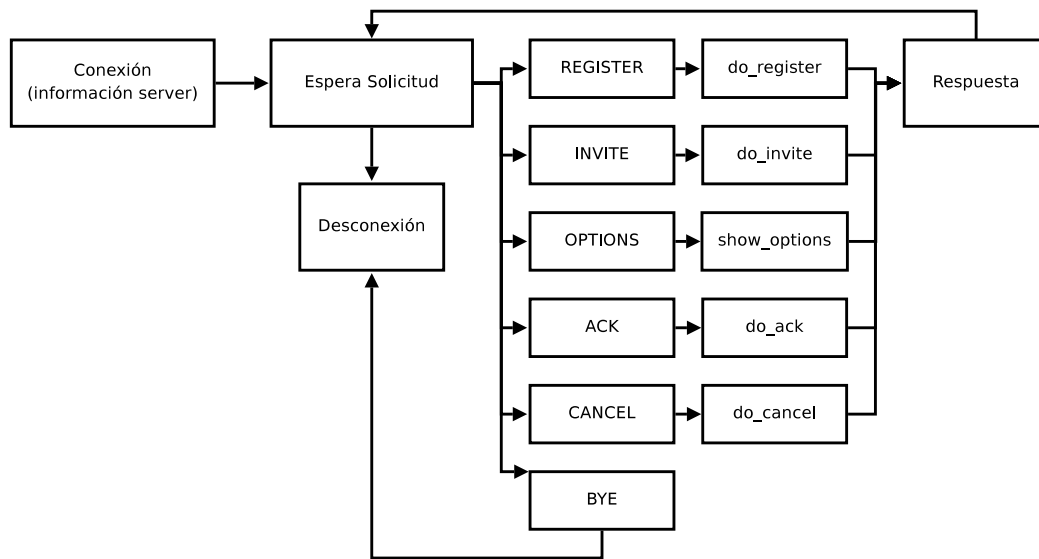 Conexión
(información server)
Espera Solicitud
REGISTER
do_register
Respuesta
INVITE
do_invite
Desconexión
OPTIONS
show_options
ACK
do_ack
CANCEL
do_cancel
BYE